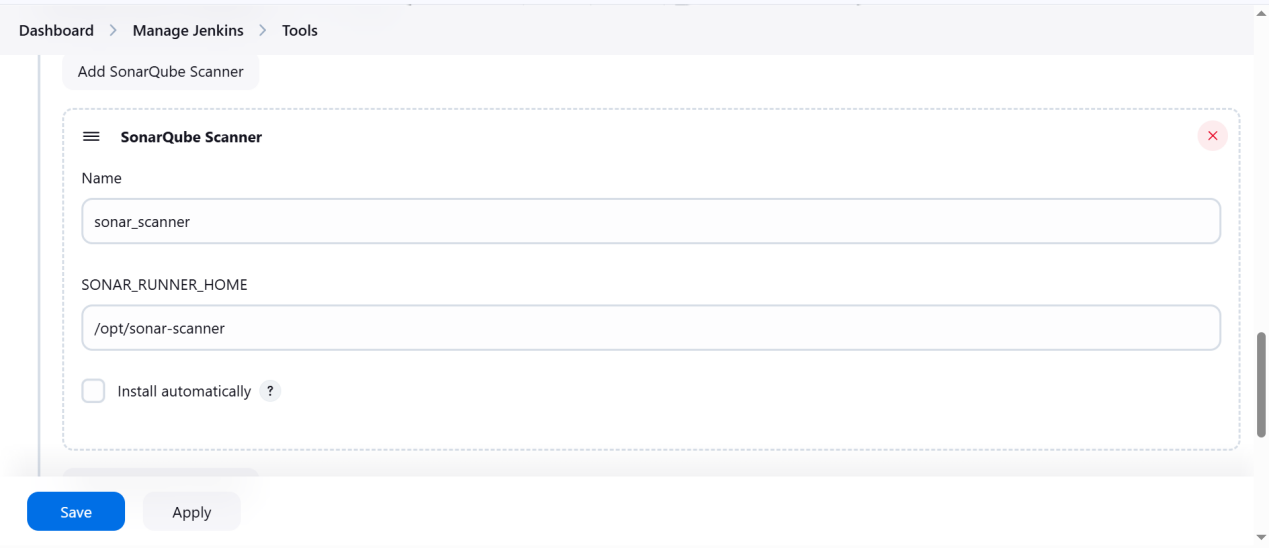 Dashboard > Manage Jenkins > Tools
Add SonarQube Scanner
SonarQube Scanner
Name
sonar_scanner
SONAR_RUNNER_HOME
/opt/sonar-scanner
Install automatically ?
Save Apply